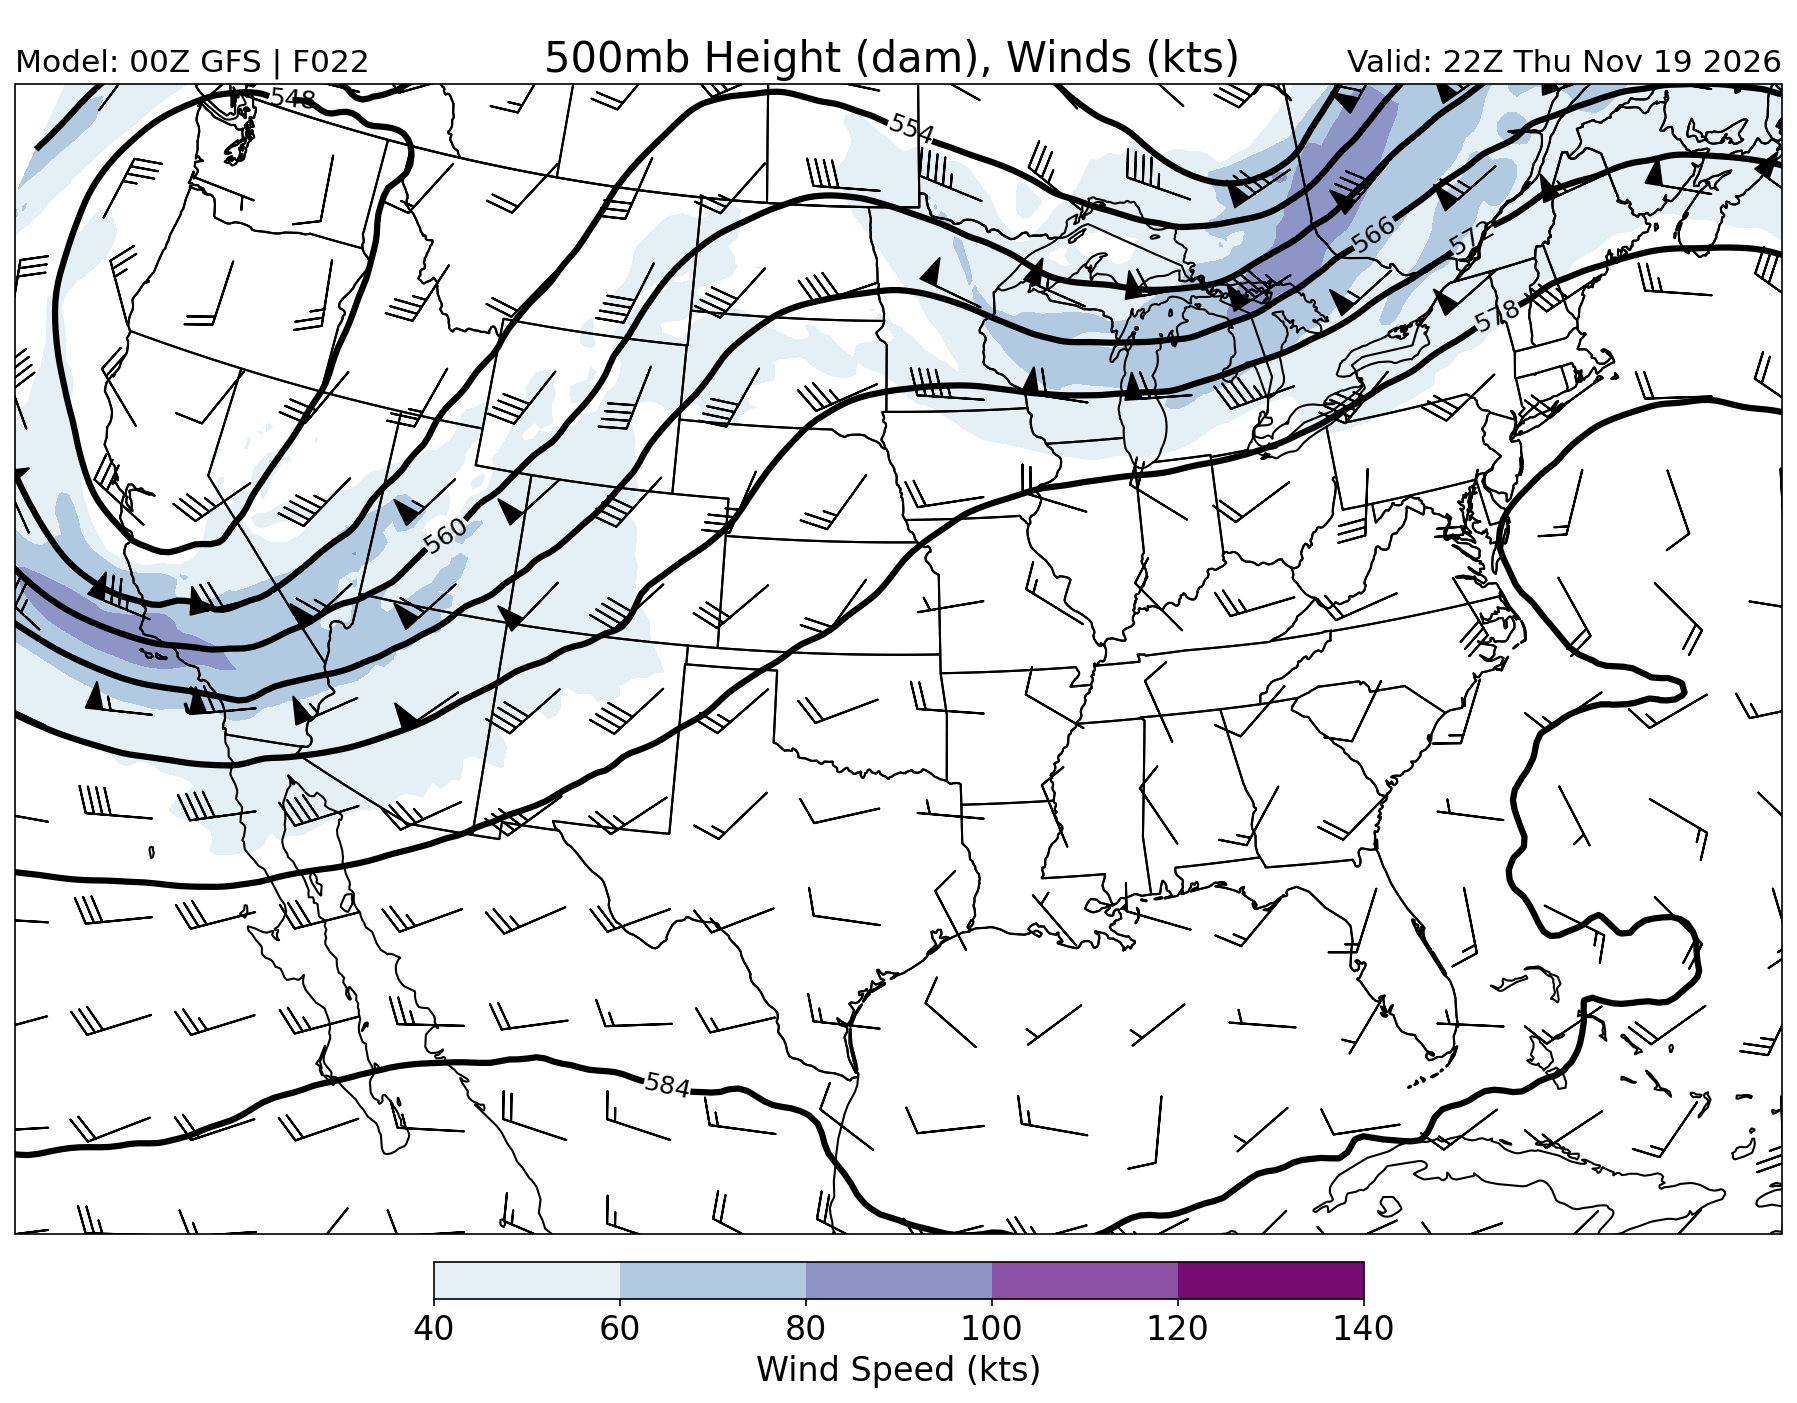 Model: 00Z GFS | F022
500mb Height (dam), Winds (kts)
Valid: 22Z Thu Nov 19 2026
548
554
566
572
578
560
584
40 60 80 100 120 140
Wind Speed (kts)